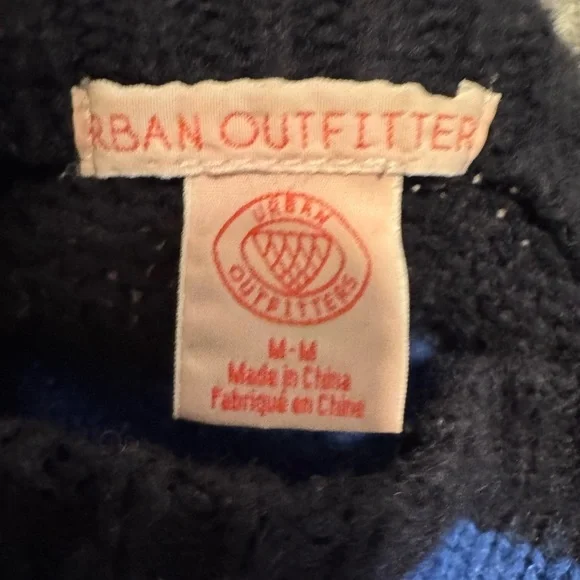 RBAN OUTFITTER
URBAN
OUTFITTERS
M-M
Made in China
Fabriqué en Chine